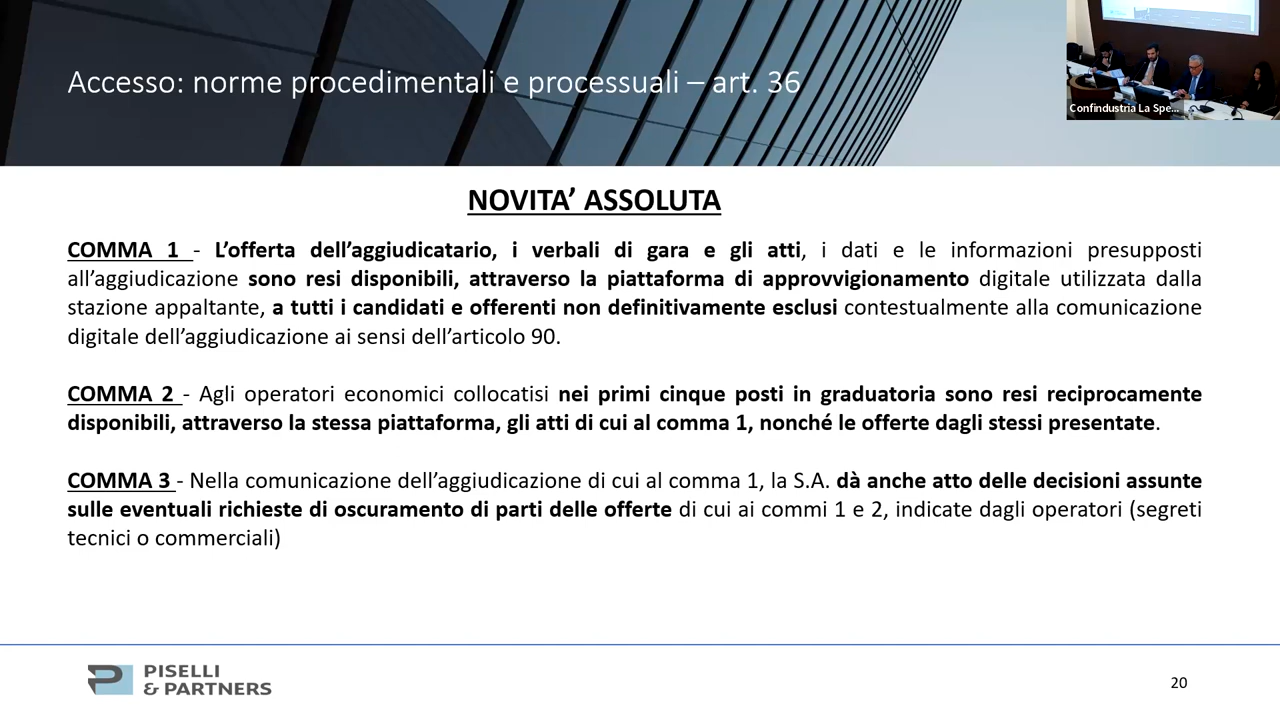 Accesso: norme procedimentali e processuali – art. 36
Confindustria La Spe...
NOVITA’ ASSOLUTA
COMMA 1 - L’offerta dell’aggiudicatario, i verbali di gara e gli atti, i dati e le informazioni presupposti
all’aggiudicazione sono resi disponibili, attraverso la piattaforma di approvvigionamento digitale utilizzata dalla
stazione appaltante, a tutti i candidati e offerenti non definitivamente esclusi contestualmente alla comunicazione
digitale dell’aggiudicazione ai sensi dell’articolo 90.
COMMA 2 - Agli operatori economici collocatisi nei primi cinque posti in graduatoria sono resi reciprocamente
disponibili, attraverso la stessa piattaforma, gli atti di cui al comma 1, nonché le offerte dagli stessi presentate.
COMMA 3 - Nella comunicazione dell’aggiudicazione di cui al comma 1, la S.A. dà anche atto delle decisioni assunte
sulle eventuali richieste di oscuramento di parti delle offerte di cui ai commi 1 e 2, indicate dagli operatori (segreti
tecnici o commerciali)
PISELLI
& PARTNERS
20